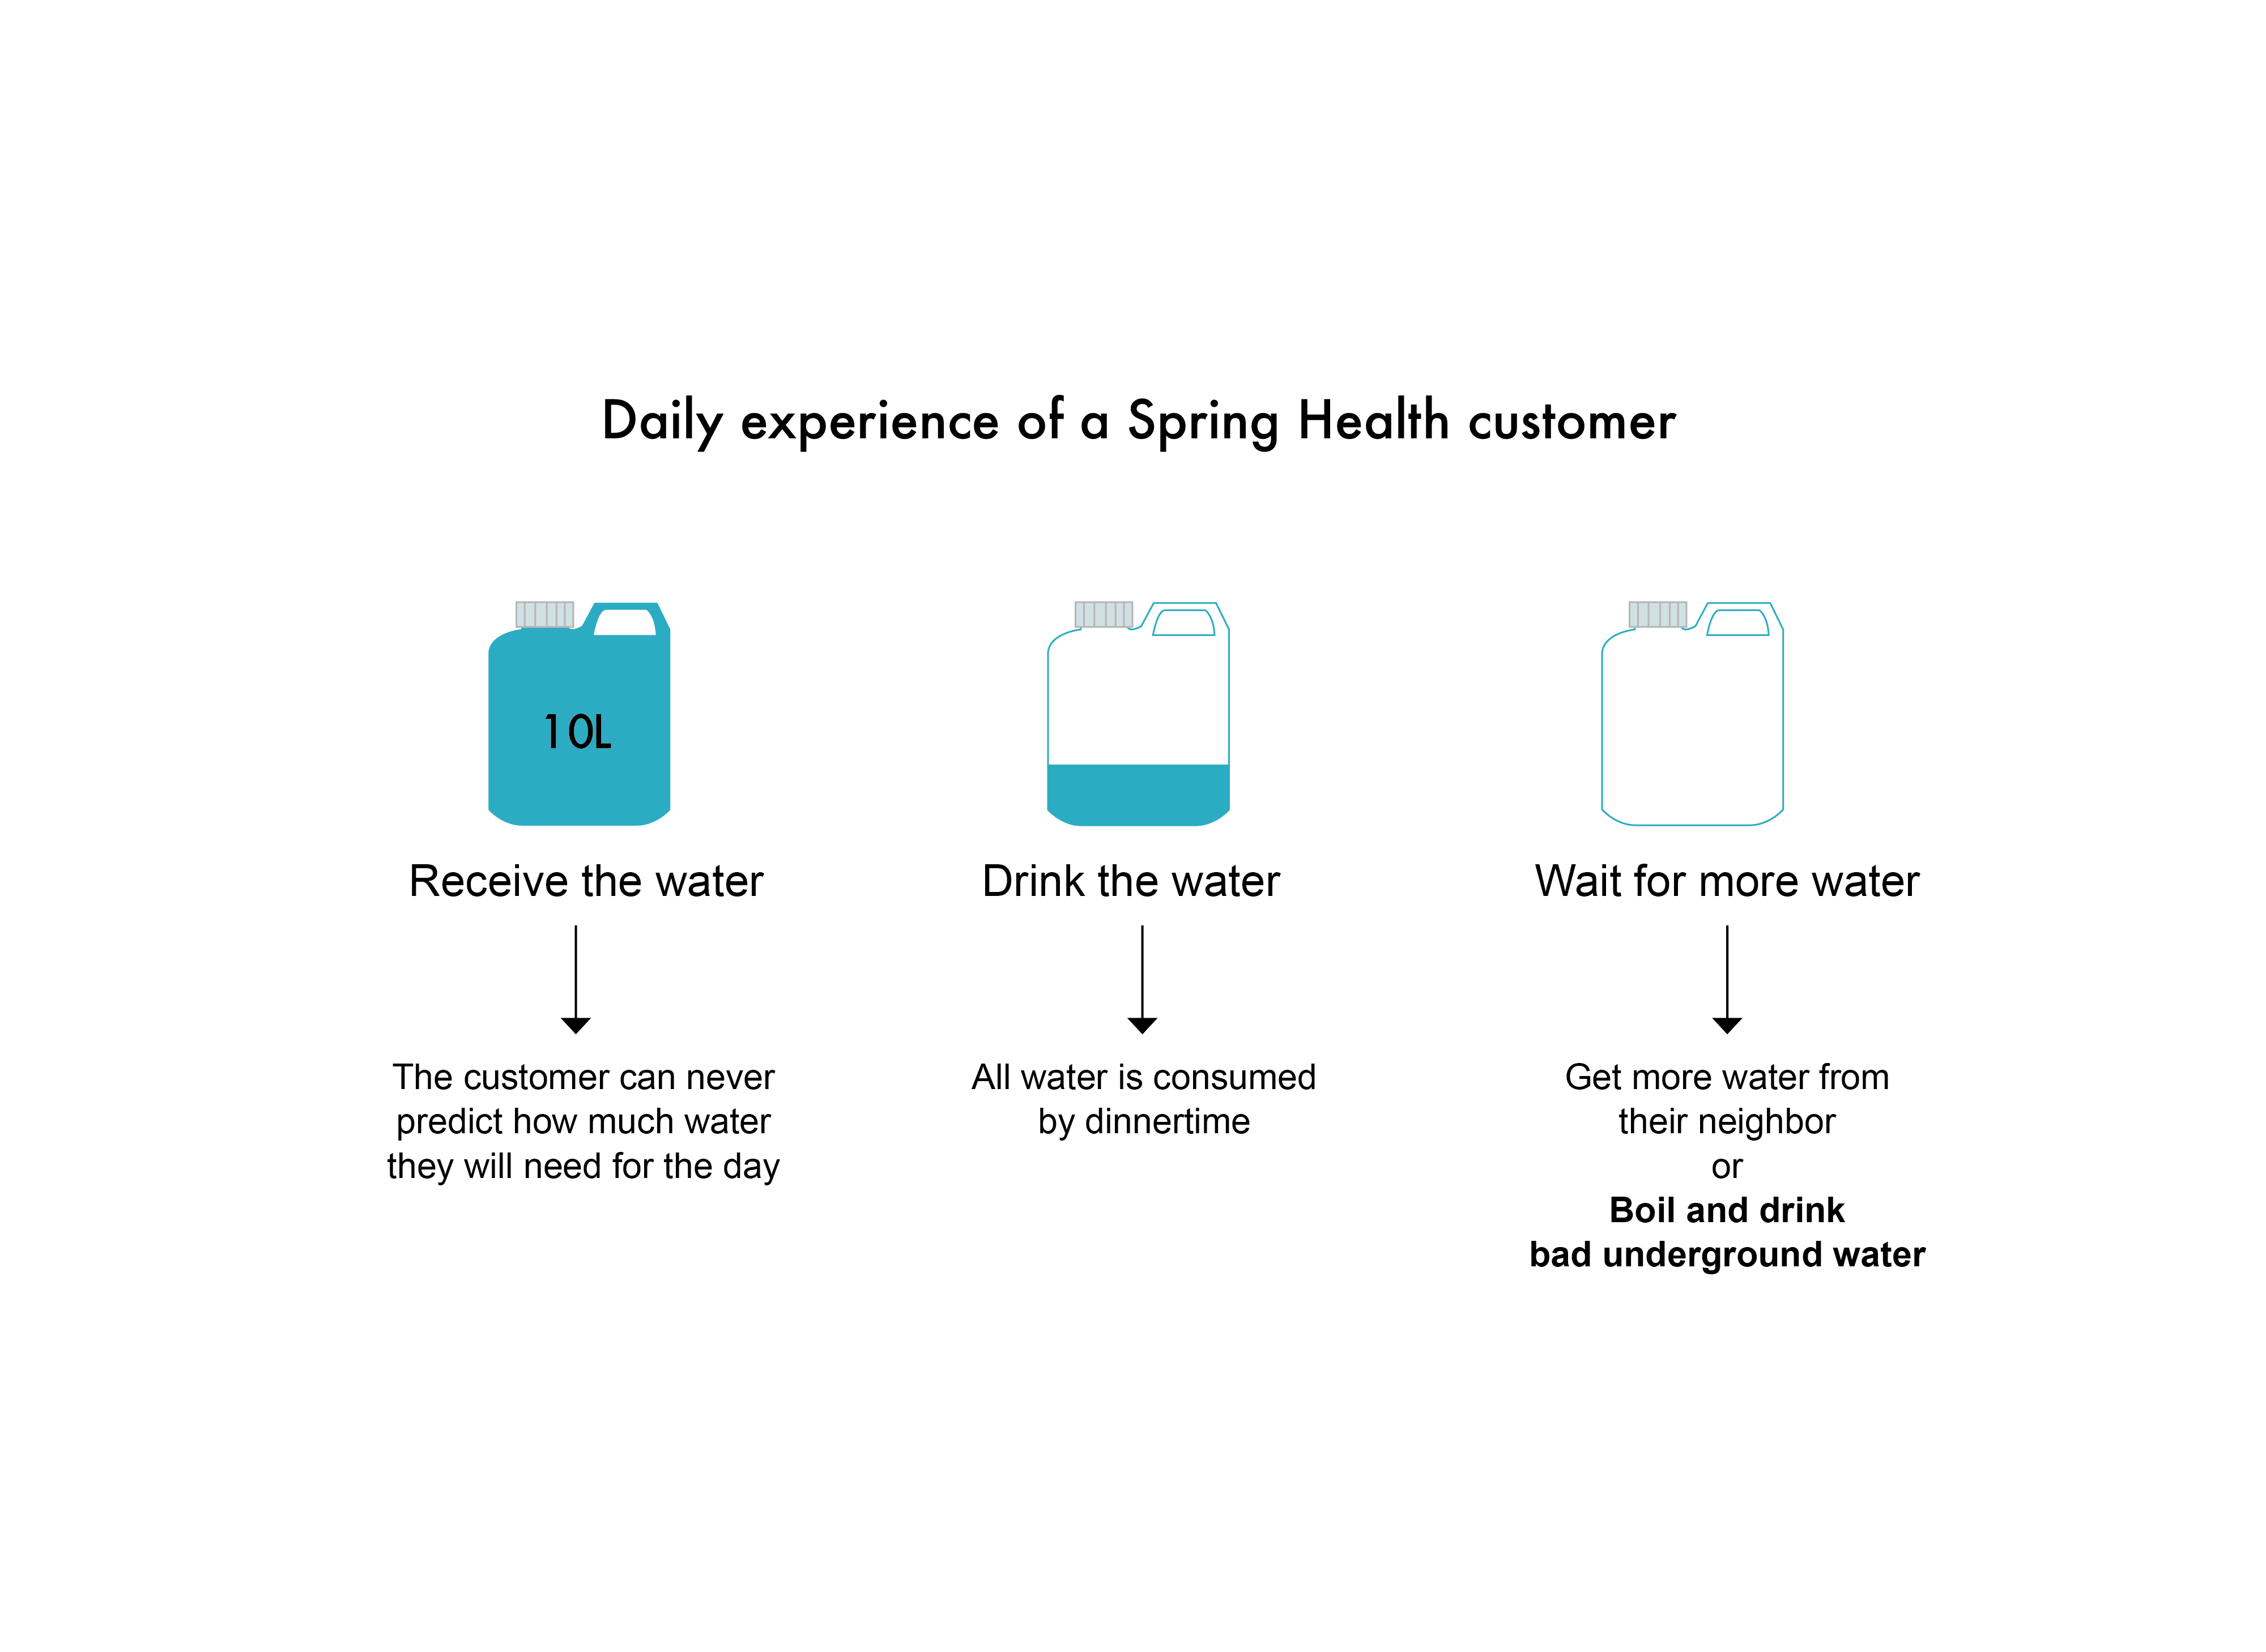 Daily experience of a Spring Health customer
10L
Receive the water
The customer can never
predict how much water
they will need for the day
Drink the water
All water is consumed
by dinnertime
Wait for more water
Get more water from
their neighbor
or
Boil and drink
bad underground water